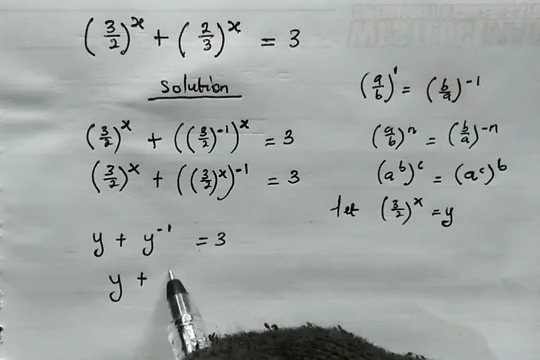 (3/2)^x + (2/3)^x = 3
Solution
(a/b)^1 = (b/a)^-1
(3/2)^x + ((3/2)^-1)^x = 3
(a/b)^n = (b/a)^-n
(3/2)^x + ((3/2)^x)^-1 = 3
(a^b)^c = (a^c)^b
let (3/2)^x = y
y + y^-1 = 3
y +